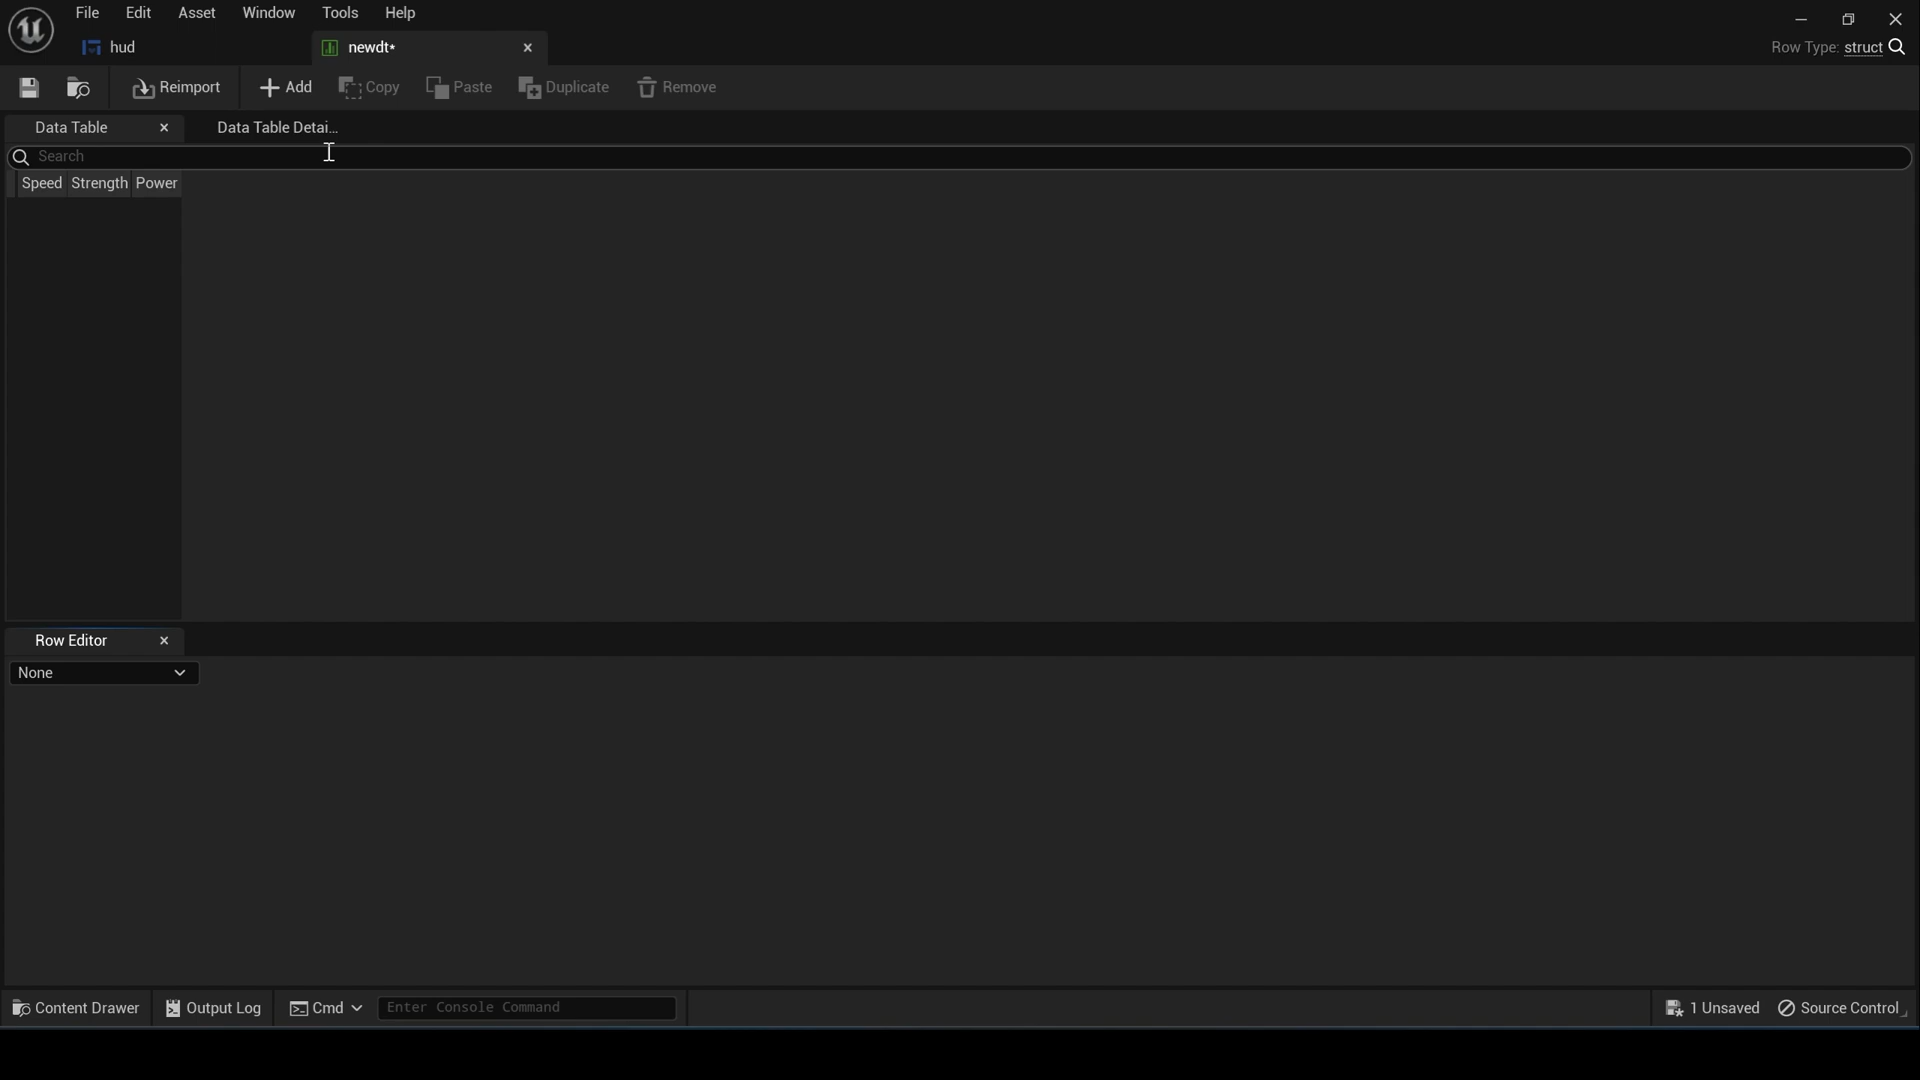 File Edit Asset Window Tools Help
hud newdt* Row Type: struct
Reimport Add Copy Paste Duplicate Remove
Data Table Data Table Detai...
Search
Speed Strength Power
Row Editor
None
Content Drawer Output Log Cmd Enter Console Command 1 Unsaved Source Control